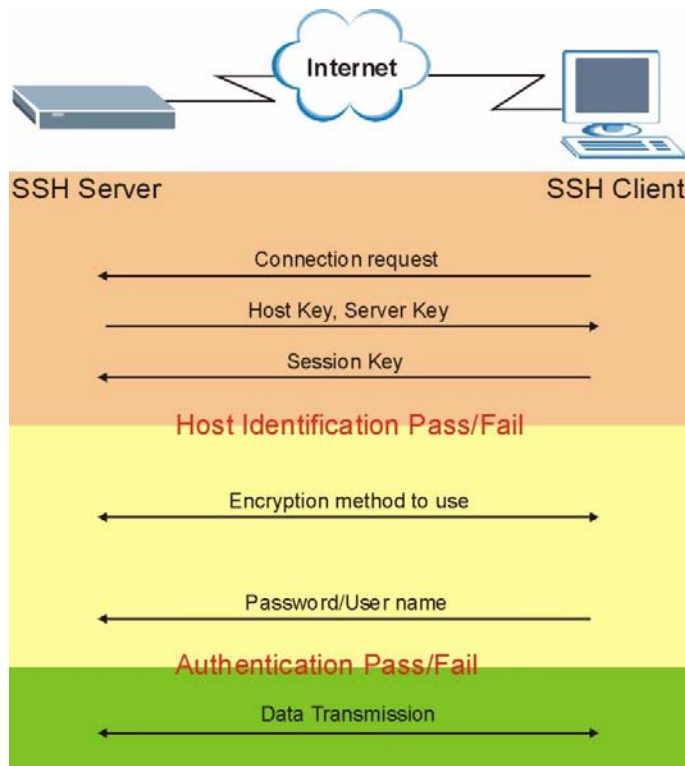 Internet
SSH Server
SSH Client
Connection request
Host Key, Server Key
Session Key
Host Identification Pass/Fail
Encryption method to use
Password/User name
Authentication Pass/Fail
Data Transmission